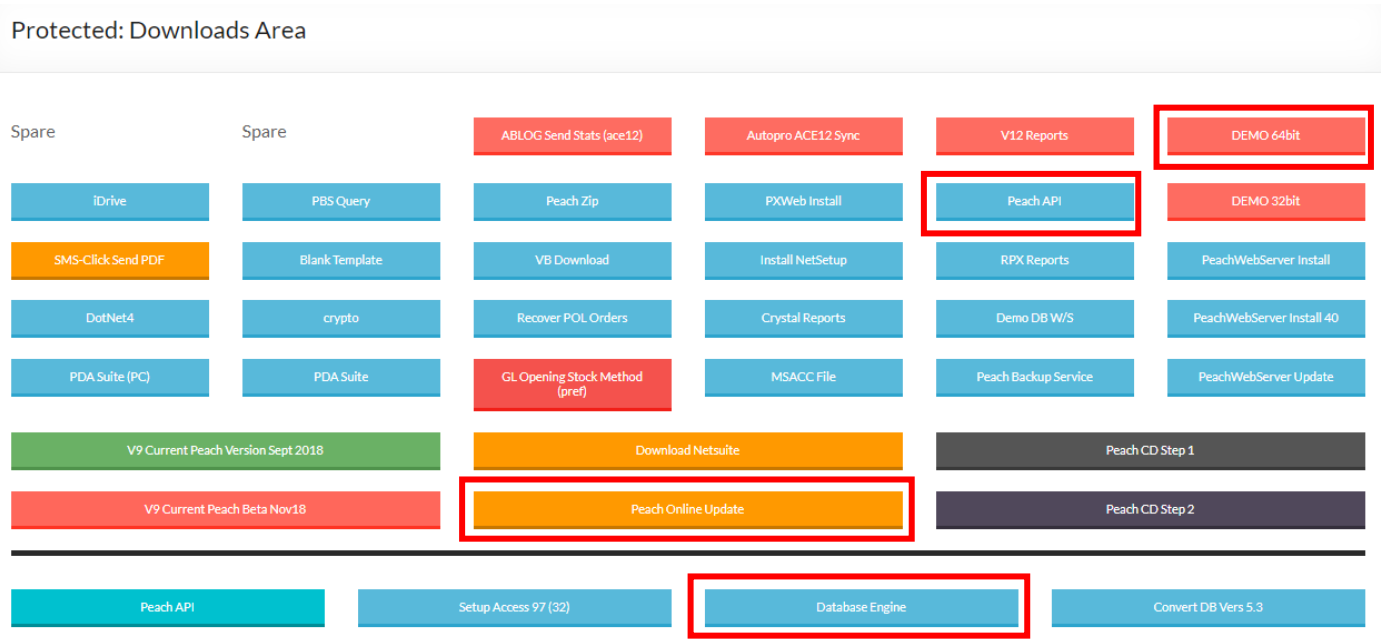 Protected: Downloads Area
Spare
Spare
ABLOG Send Stats (ace12)
Autopro ACE12 Sync
V12 Reports
DEMO 64bit
iDrive
PBS Query
Peach Zip
PXWeb Install
Peach API
DEMO 32bit
SMS-Click Send PDF
Blank Template
VB Download
Install NetSetup
RPX Reports
PeachWebServer Install
DotNet4
crypto
Recover POL Orders
Crystal Reports
Demo DB W/S
PeachWebServer Install 40
PDA Suite (PC)
PDA Suite
GL Opening Stock Method
(pref)
MSACC File
Peach Backup Service
PeachWebServer Update
V9 Current Peach Version Sept 2018
Download Netsuite
Peach CD Step 1
V9 Current Peach Beta Nov18
Peach Online Update
Peach CD Step 2
Peach API
Setup Access 97 (32)
Database Engine
Convert DB Vers 5.3